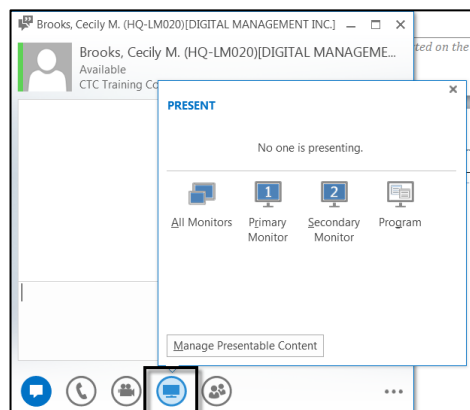 Brooks, Cecily M. (HQ-LM020)[DIGITAL MANAGEMENT INC.]
ted on the
Brooks, Cecily M. (HQ-LM020)[DIGITAL MANAGEME...
Available
CTC Training Co
PRESENT
No one is presenting.
1
2
All Monitors
Primary
Monitor
Secondary
Monitor
Program
Manage Presentable Content